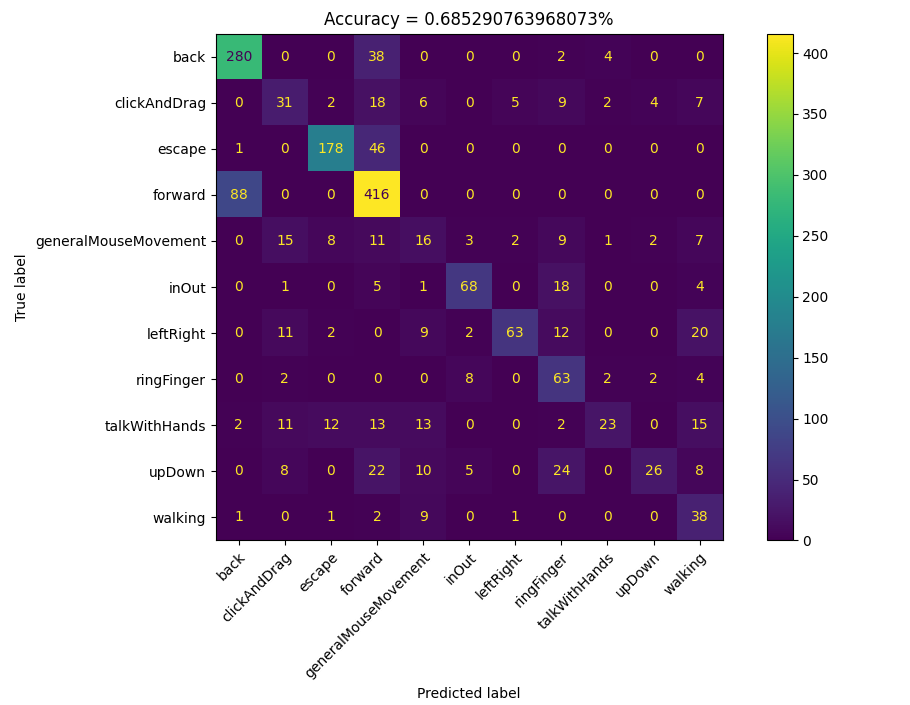 Accuracy = 0.685290763968073%
True label
back 280 0 0 38 0 0 0 2 4 0 0
clickAndDrag 0 31 2 18 6 0 5 9 2 4 7
escape 1 0 178 46 0 0 0 0 0 0 0
forward 88 0 0 416 0 0 0 0 0 0 0
generalMouseMovement 0 15 8 11 16 3 2 9 1 2 7
inOut 0 1 0 5 1 68 0 18 0 0 4
leftRight 0 11 2 0 9 2 63 12 0 0 20
ringFinger 0 2 0 0 0 8 0 63 2 2 4
talkWithHands 2 11 12 13 13 0 0 2 23 0 15
upDown 0 8 0 22 10 5 0 24 0 26 8
walking 1 0 1 2 9 0 1 0 0 0 38
back
clickAndDrag
escape
forward
generalMouseMovement
inOut
leftRight
ringFinger
talkWithHands
upDown
walking
Predicted label
400
350
300
250
200
150
100
50
0